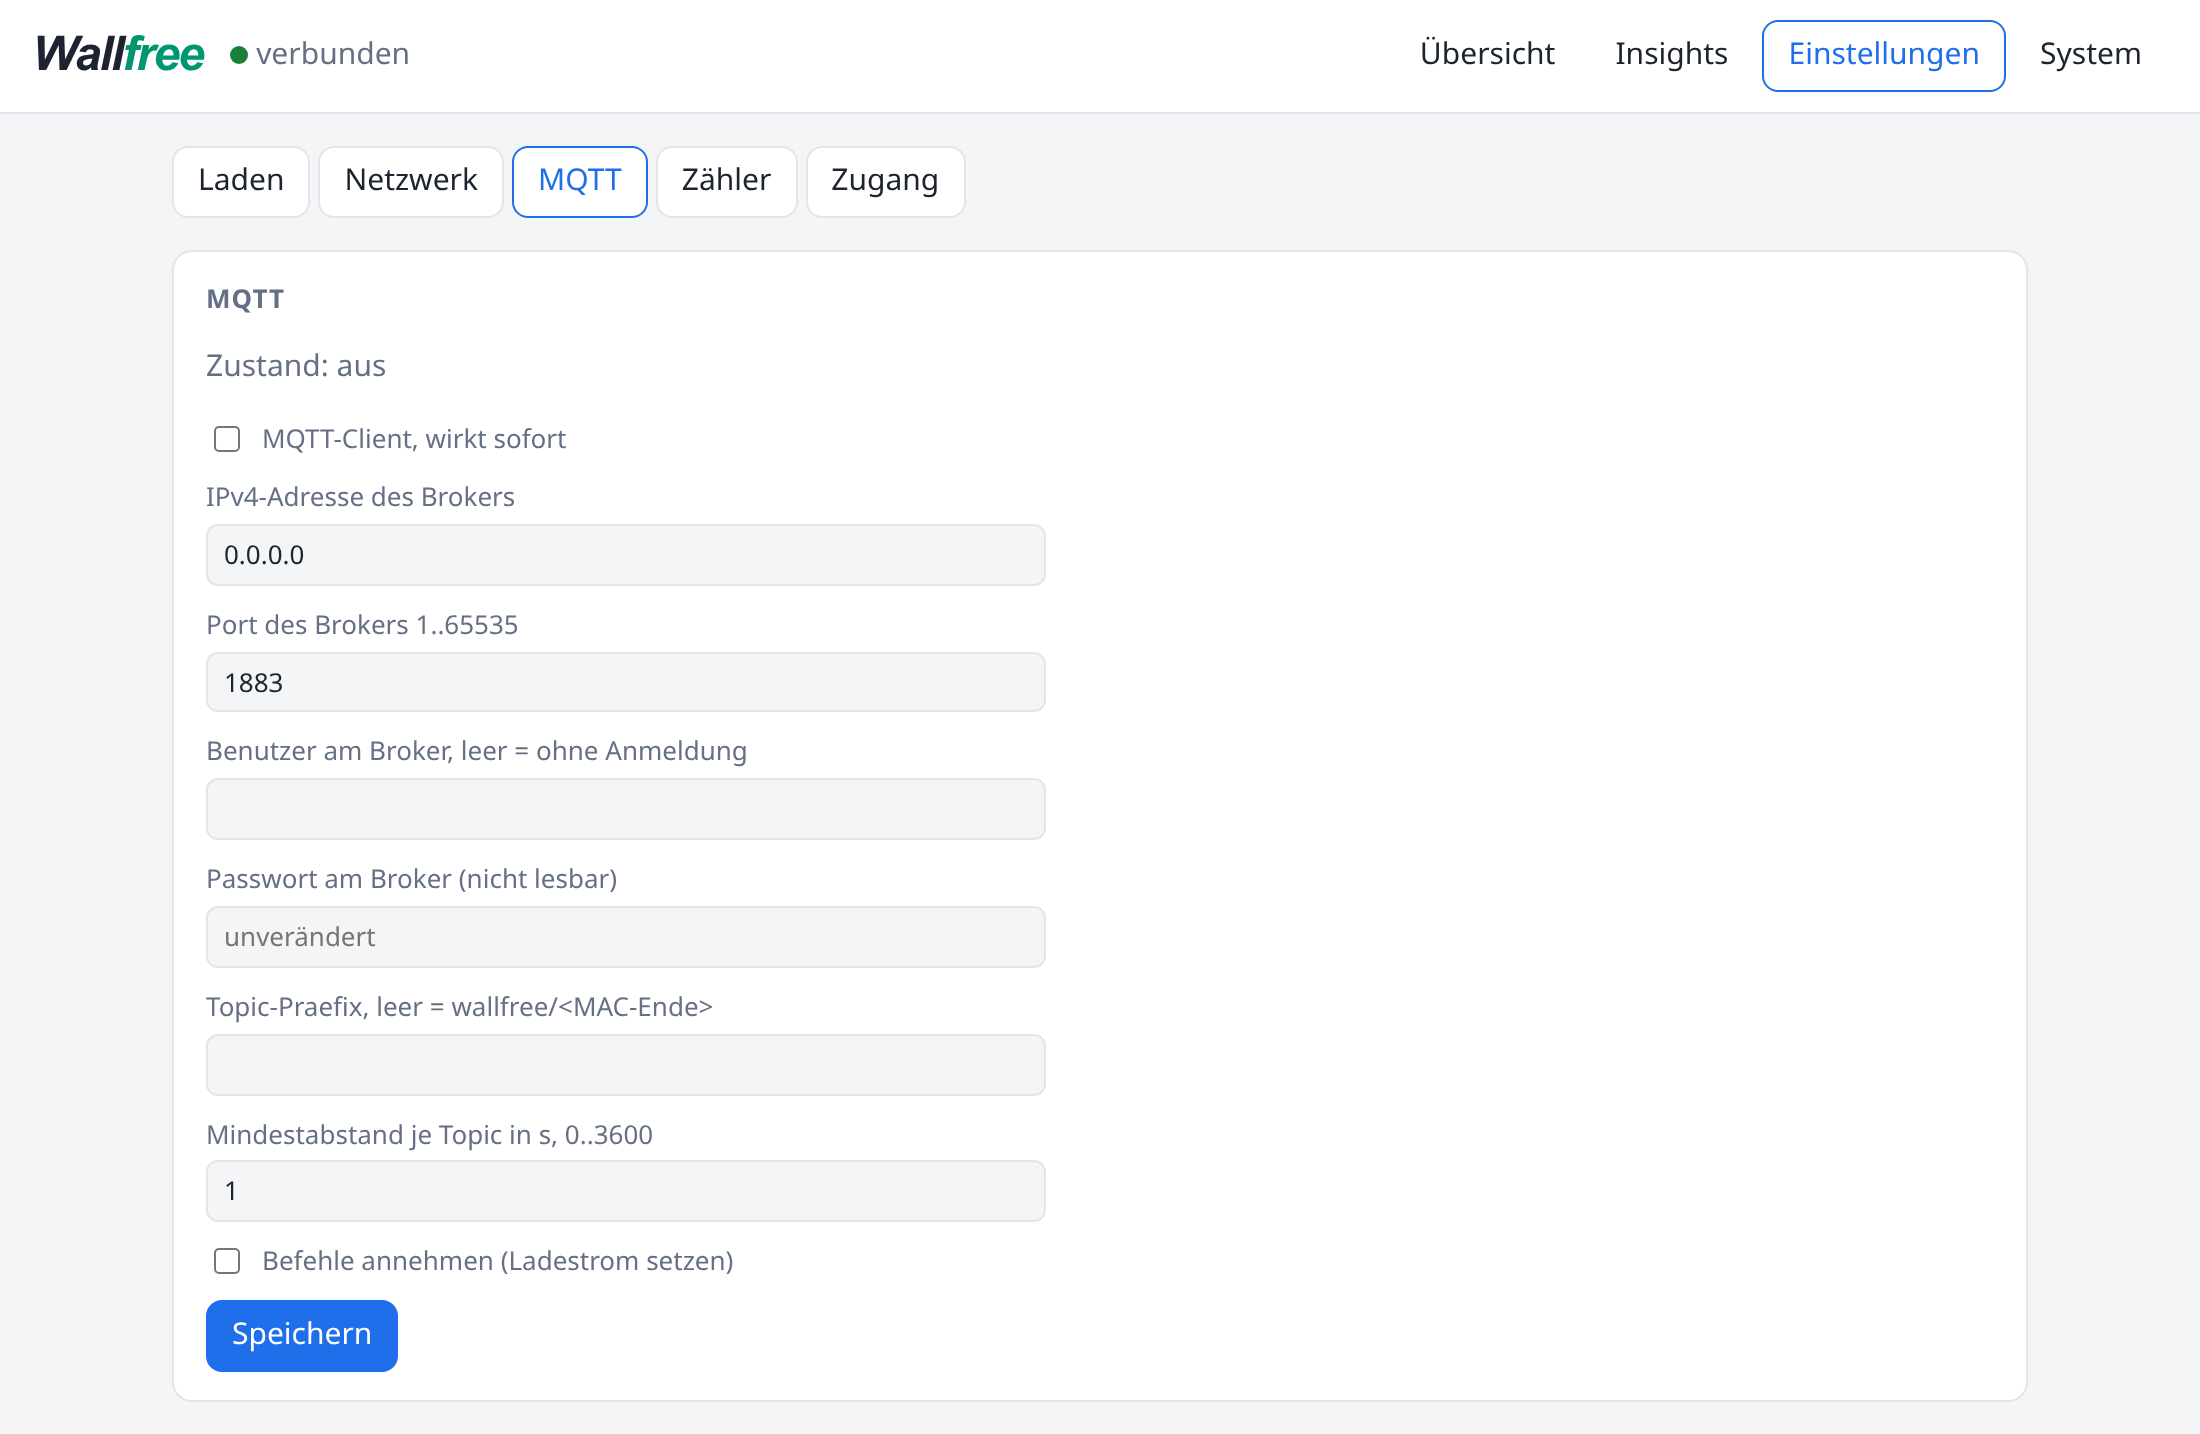 Wallfree verbunden Übersicht Insights Einstellungen System
Laden Netzwerk MQTT Zähler Zugang
MQTT
Zustand: aus
MQTT-Client, wirkt sofort
IPv4-Adresse des Brokers
0.0.0.0
Port des Brokers 1..65535
1883
Benutzer am Broker, leer = ohne Anmeldung
Passwort am Broker (nicht lesbar)
unverändert
Topic-Praefix, leer = wallfree/<MAC-Ende>
Mindestabstand je Topic in s, 0..3600
1
Befehle annehmen (Ladestrom setzen)
Speichern